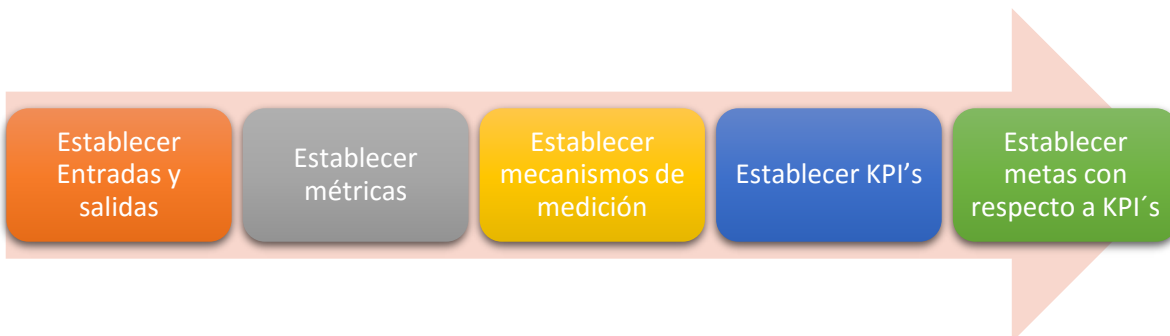 Establecer
Entradas y
salidas
Establecer
métricas
Establecer
mecanismos de
medición
Establecer KPI’s
Establecer
metas con
respecto a KPI´s